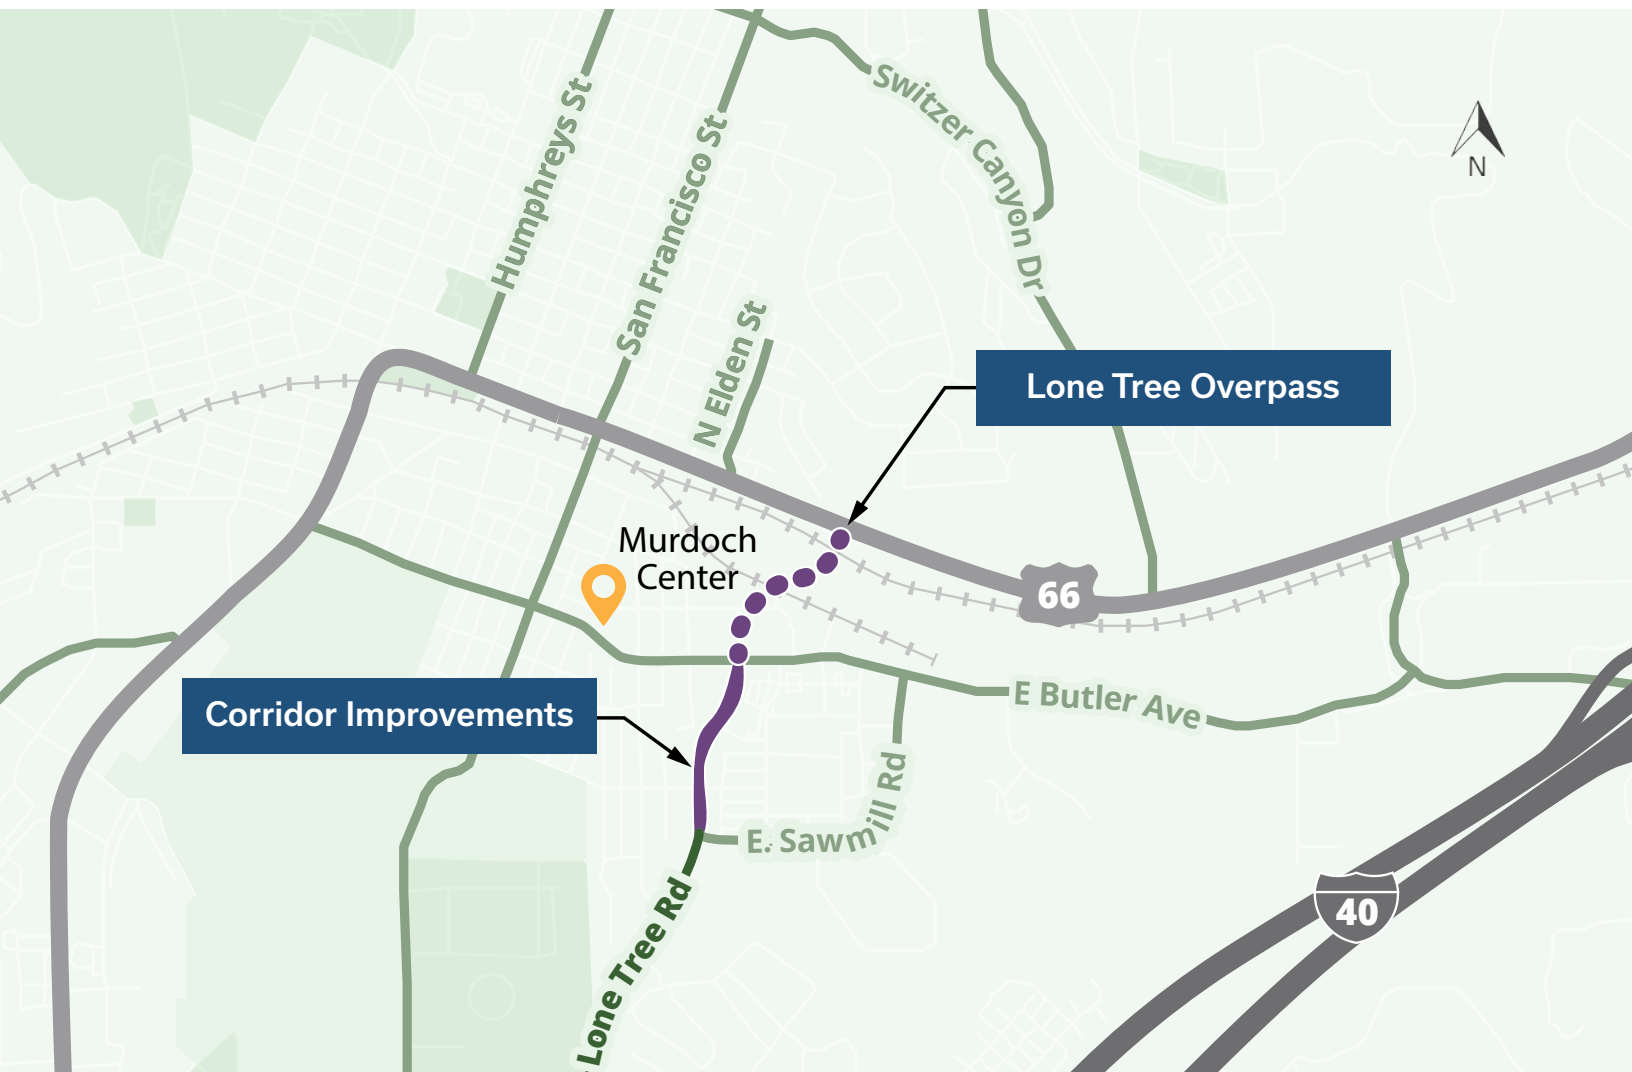 Humphreys St
San Francisco St
Switzer Canyon Dr
N
N Elden St
Lone Tree Overpass
Murdoch
Center
66
Corridor Improvements
E Butler Ave
E. Sawmill Rd
Lone Tree Rd
40